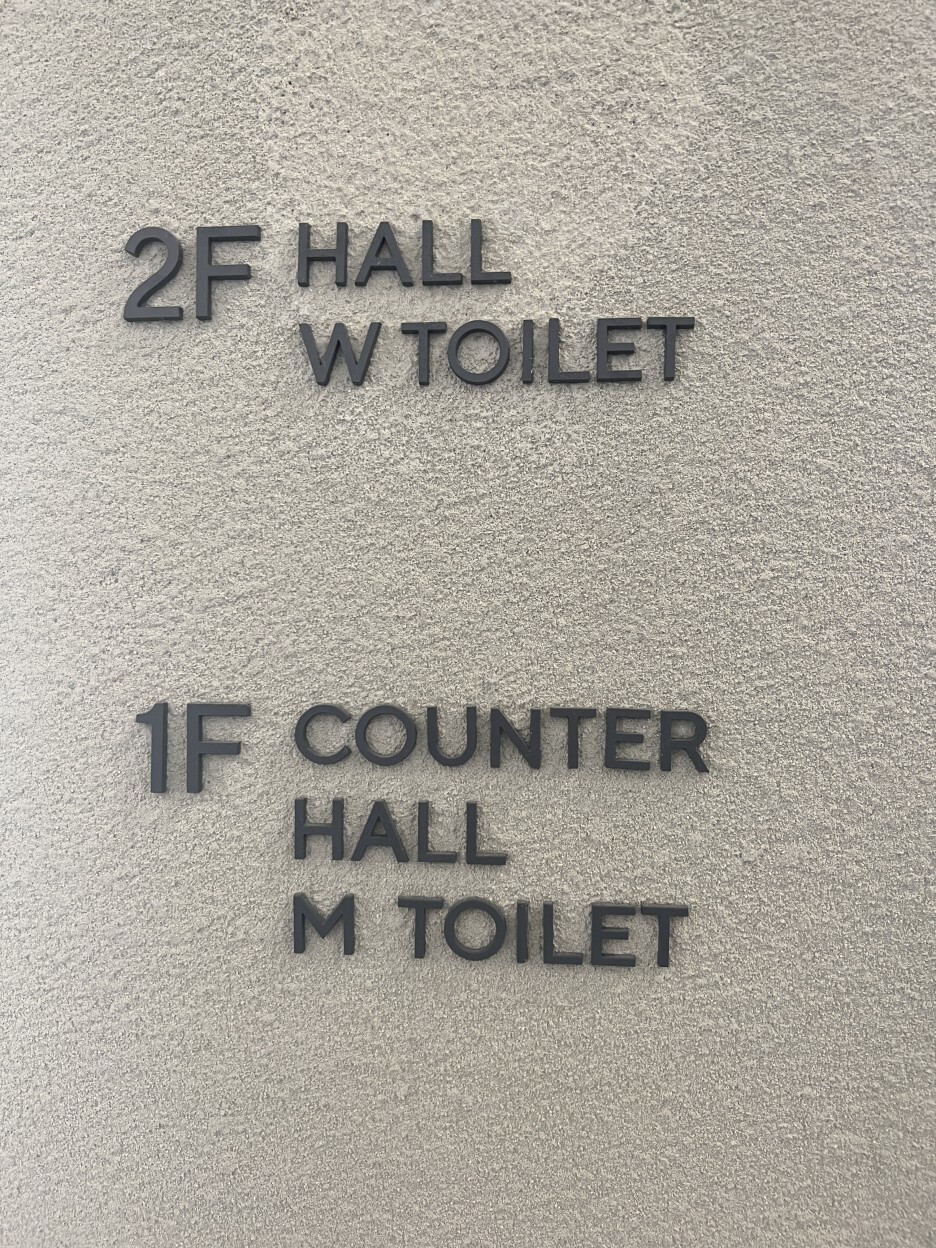 2F HALL
W TOILET
1F COUNTER
HALL
M TOILET